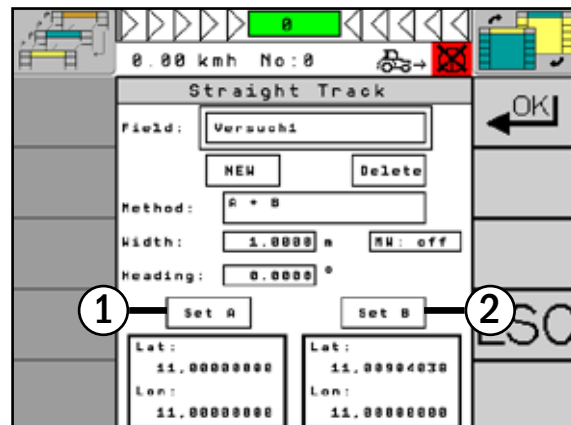 0
0.00 kmh No:0
Straight Track
OK
Field: Versuch1
NEW Delete
Method: A + B
Width: 1.0000 m MW: off
Heading: 0.0000 °
1 Set A Set B 2
ESC
Lat: Lat:
11,00000000 11,00904038
Lon: Lon:
11,00000000 11,00000000